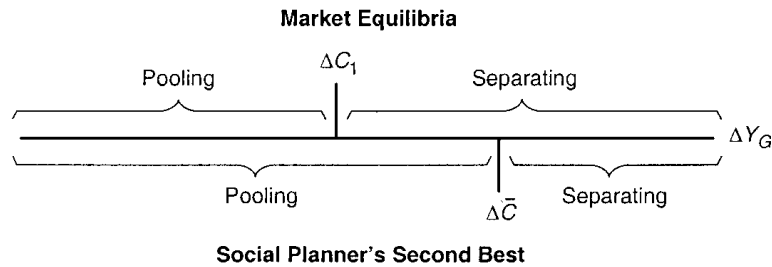 Market Equilibria
Pooling ΔC₁ Separating
ΔY_G
Pooling ΔC̄ Separating
Social Planner's Second Best